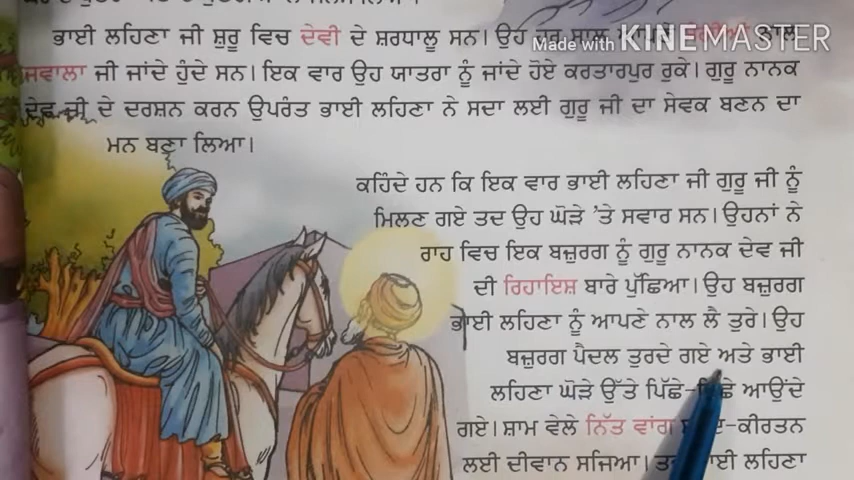 Made with KINEMASTER
ਭਾਈ ਲਹਿਣਾ ਜੀ ਸ਼ੁਰੂ ਵਿਚ ਦੇਵੀ ਦੇ ਸ਼ਰਧਾਲੂ ਸਨ। ਉਹ ਹਰ ਸਾਲ ਨਾਲ
ਜਵਾਲਾ ਜੀ ਜਾਂਦੇ ਹੁੰਦੇ ਸਨ। ਇਕ ਵਾਰ ਉਹ ਯਾਤਰਾ ਨੂੰ ਜਾਂਦੇ ਹੋਏ ਕਰਤਾਰਪੁਰ ਰੁਕੇ। ਗੁਰੂ ਨਾਨਕ
ਦੇਵ ਜੀ ਦੇ ਦਰਸ਼ਨ ਕਰਨ ਉਪਰੰਤ ਭਾਈ ਲਹਿਣਾ ਨੇ ਸਦਾ ਲਈ ਗੁਰੂ ਜੀ ਦਾ ਸੇਵਕ ਬਣਨ ਦਾ
ਮਨ ਬਣਾ ਲਿਆ।
ਕਹਿੰਦੇ ਹਨ ਕਿ ਇਕ ਵਾਰ ਭਾਈ ਲਹਿਣਾ ਜੀ ਗੁਰੂ ਜੀ ਨੂੰ
ਮਿਲਣ ਗਏ ਤਦ ਉਹ ਘੋੜੇ 'ਤੇ ਸਵਾਰ ਸਨ। ਉਹਨਾਂ ਨੇ
ਰਾਹ ਵਿਚ ਇਕ ਬਜ਼ੁਰਗ ਨੂੰ ਗੁਰੂ ਨਾਨਕ ਦੇਵ ਜੀ
ਦੀ ਰਿਹਾਇਸ਼ ਬਾਰੇ ਪੁੱਛਿਆ। ਉਹ ਬਜ਼ੁਰਗ
ਭਾਈ ਲਹਿਣਾ ਨੂੰ ਆਪਣੇ ਨਾਲ ਲੈ ਤੁਰੇ। ਉਹ
ਬਜ਼ੁਰਗ ਪੈਦਲ ਤੁਰਦੇ ਗਏ ਅਤੇ ਭਾਈ
ਲਹਿਣਾ ਘੋੜੇ ਉੱਤੇ ਪਿੱਛੇ-ਪਿੱਛੇ ਆਉਂਦੇ
ਗਏ। ਸ਼ਾਮ ਵੇਲੇ ਨਿੱਤ ਵਾਂਗ -ਕੀਰਤਨ
ਲਈ ਦੀਵਾਨ ਸਜਿਆ। ਲਹਿਣਾ